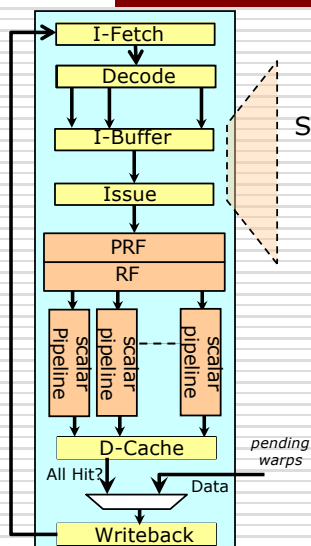 I-Fetch
Decode
I-Buffer
S
Issue
PRF
RF
scalar
Pipeline
scalar
pipeline
scalar
pipeline
D-Cache
pending
warps
All Hit?
Data
Writeback